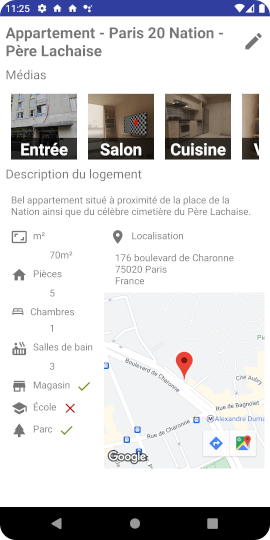 11:25
Appartement - Paris 20 Nation -
Père Lachaise
Médias
Entrée
Salon
Cuisine
Description du logement
Bel appartement situé à proximité de la place de la
Nation ainsi que du célèbre cimetière du Père Lachaise.
m²
70m²
Pièces
5
Chambres
1
Salles de bain
3
Magasin
École
Parc
Localisation
176 boulevard de Charonne
75020 Paris
France
Boulevard de Charonne
Cité Aubry
Rue de Bagnolet
Alexandre Dumas
Rue de Charonne
Google